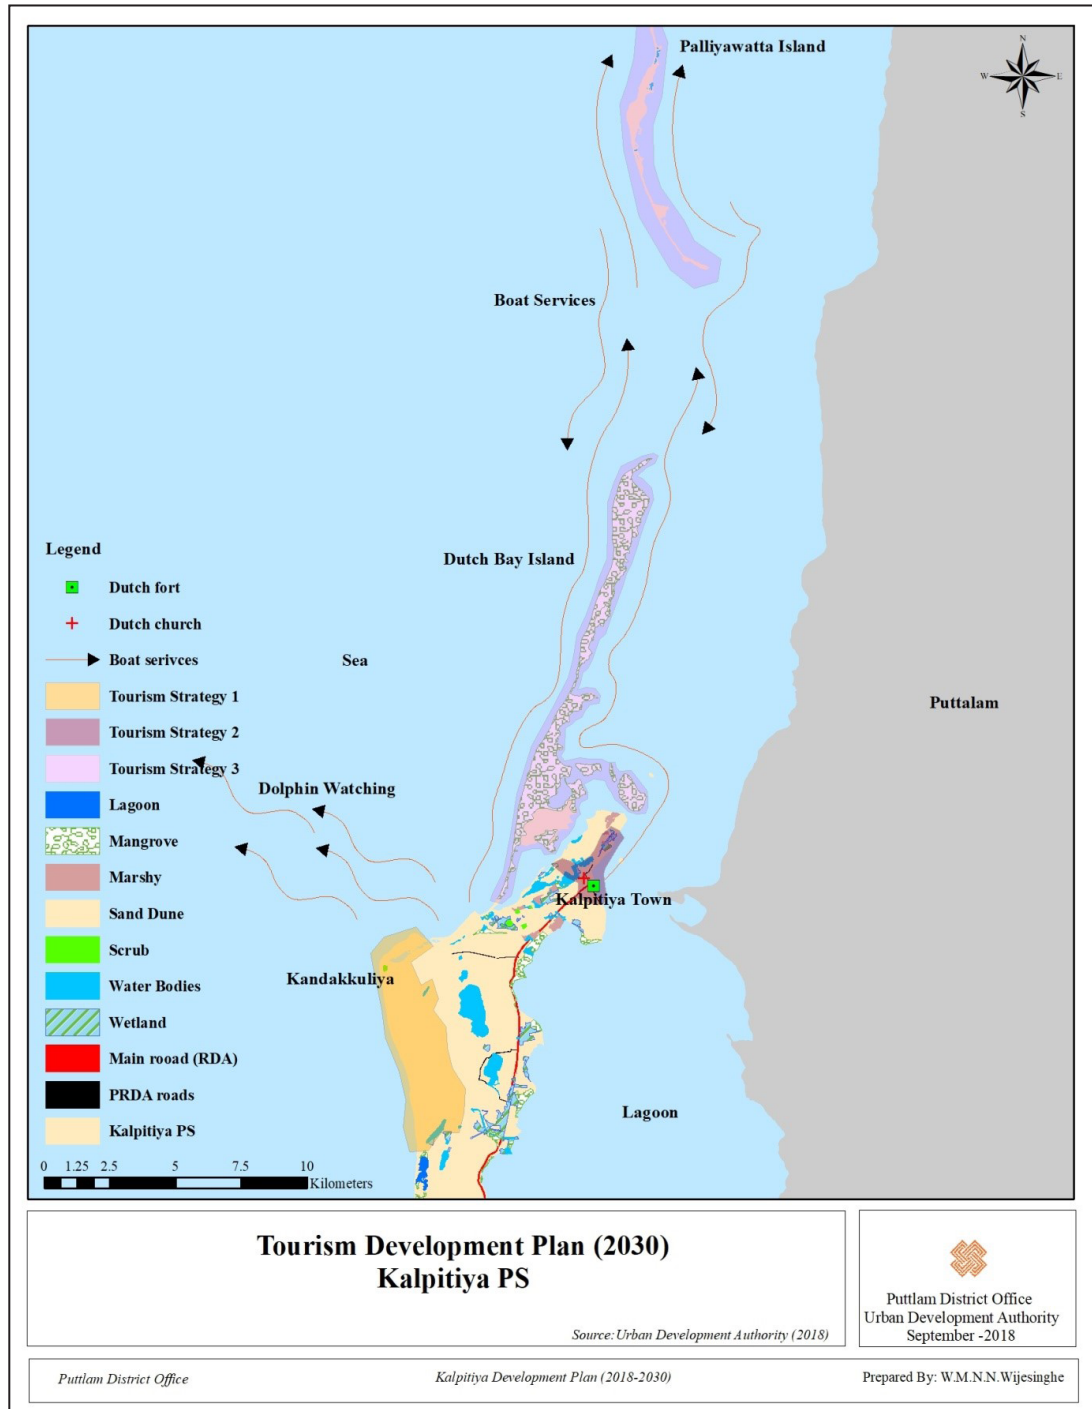 Palliyawatta Island
N
W
E
S
Boat Services
Dutch Bay Island
Sea
Puttalam
Dolphin Watching
Kalpitiya Town
Kandakkuliya
Lagoon
Legend
Dutch fort
Dutch church
Boat serivces
Tourism Strategy 1
Tourism Strategy 2
Tourism Strategy 3
Lagoon
Mangrove
Marshy
Sand Dune
Scrub
Water Bodies
Wetland
Main rooad (RDA)
PRDA roads
Kalpitiya PS
0 1.25 2.5 5 7.5 10
Kilometers
Tourism Development Plan (2030)
Kalpitiya PS
Source: Urban Development Authority (2018)
Puttlam District Office
Urban Development Authority
September -2018
Puttlam District Office
Kalpitiya Development Plan (2018-2030)
Prepared By: W.M.N.N.Wijesinghe